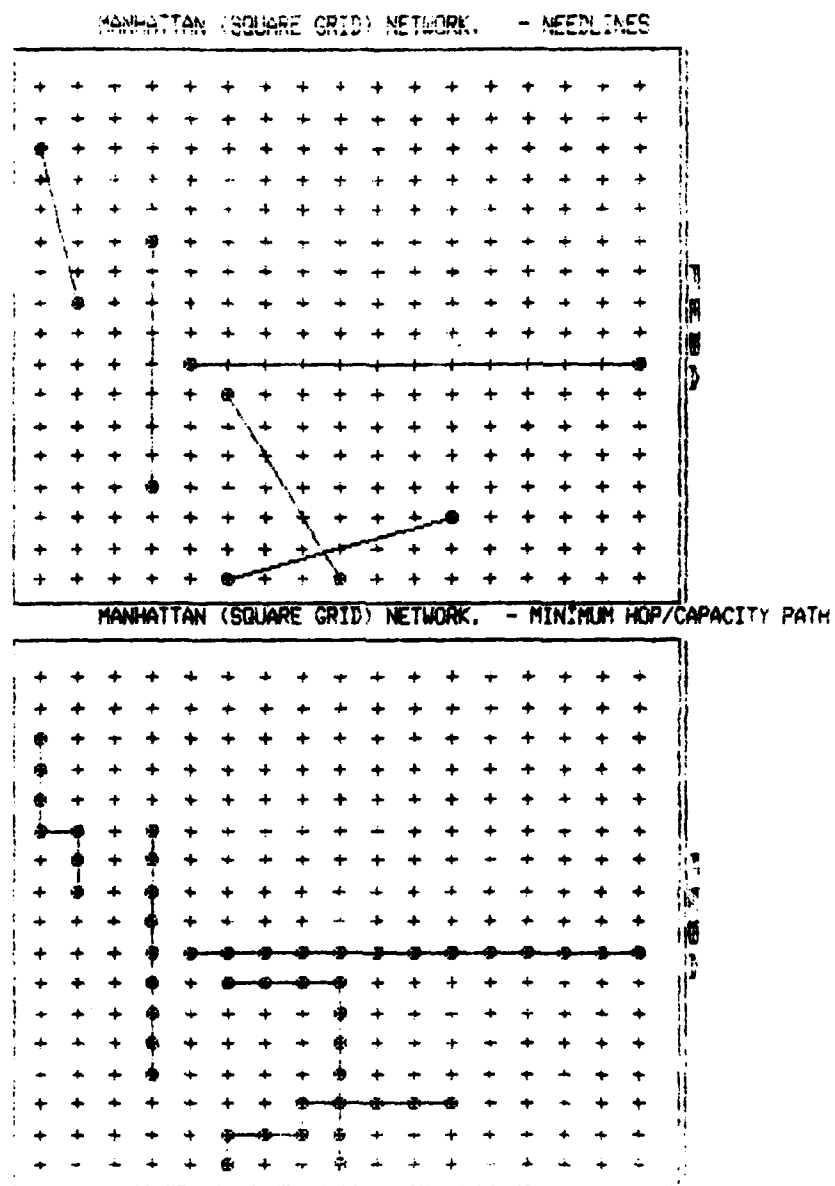 MANHATTAN (SQUARE GRID) NETWORK. - NEEDLINES
MANHATTAN (SQUARE GRID) NETWORK. - MINIMUM HOP/CAPACITY PATH